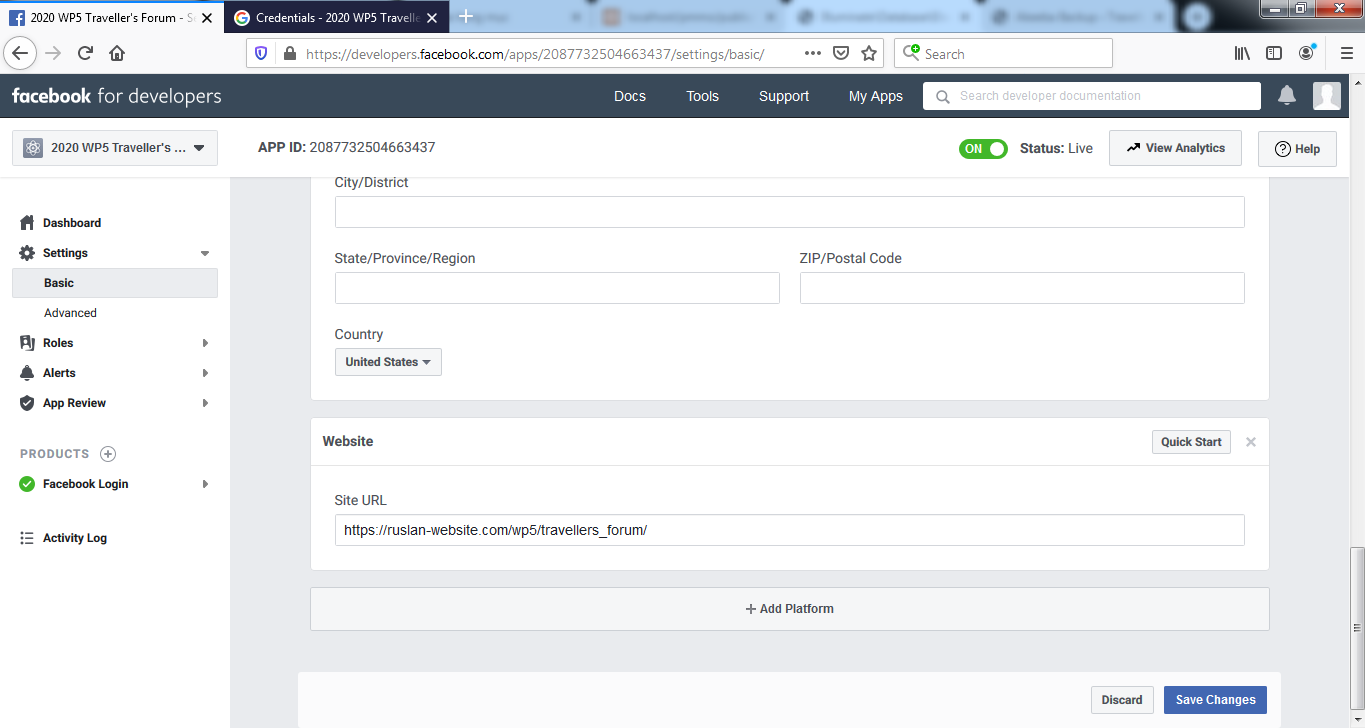 2020 WP5 Traveller's Forum - S
Credentials - 2020 WP5 Travelle
https://developers.facebook.com/apps/2087732504663437/settings/basic/
Search
facebook for developers
Docs
Tools
Support
My Apps
Search developer documentation
2020 WP5 Traveller's ...
APP ID: 2087732504663437
ON
Status: Live
View Analytics
Help
Dashboard
Settings
Basic
Advanced
Roles
Alerts
App Review
PRODUCTS
Facebook Login
Activity Log
City/District
State/Province/Region
ZIP/Postal Code
Country
United States
Website
Quick Start
Site URL
https://ruslan-website.com/wp5/travellers_forum/
+ Add Platform
Discard
Save Changes